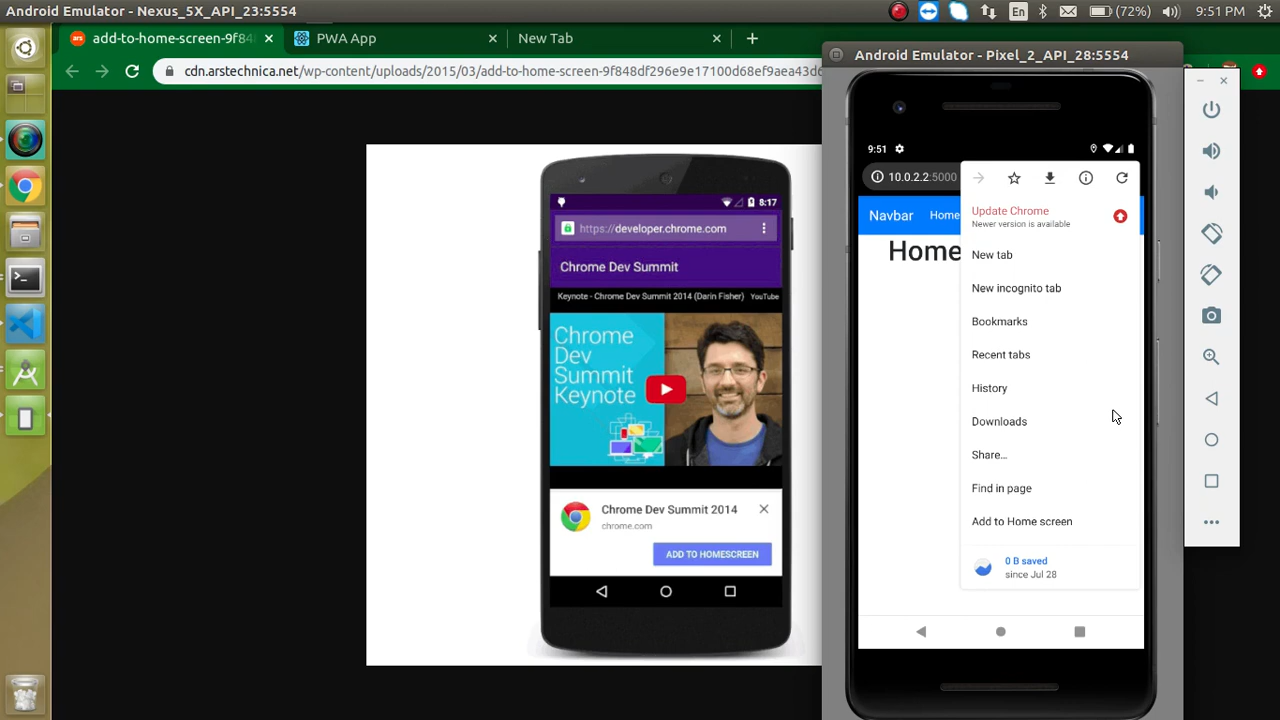 Android Emulator - Nexus_5X_API_23:5554
En
(72%)
9:51 PM
ars
add-to-home-screen-9f84
PWA App
New Tab
cdn.arstechnica.net/wp-content/uploads/2015/03/add-to-home-screen-9f848df296e9e17100d68ef9aea43d6
8:17
https://developer.chrome.com
Chrome Dev Summit
Keynote - Chrome Dev Summit 2014 (Darin Fisher)
YouTube
Chrome
Dev
Summit
Keynote
Chrome Dev Summit 2014
chrome.com
ADD TO HOMESCREEN
Android Emulator - Pixel_2_API_28:5554
9:51
10.0.2.2:5000
Navbar
Home
Home
Update Chrome
Newer version is available
New tab
New incognito tab
Bookmarks
Recent tabs
History
Downloads
Share...
Find in page
Add to Home screen
0 B saved
since Jul 28